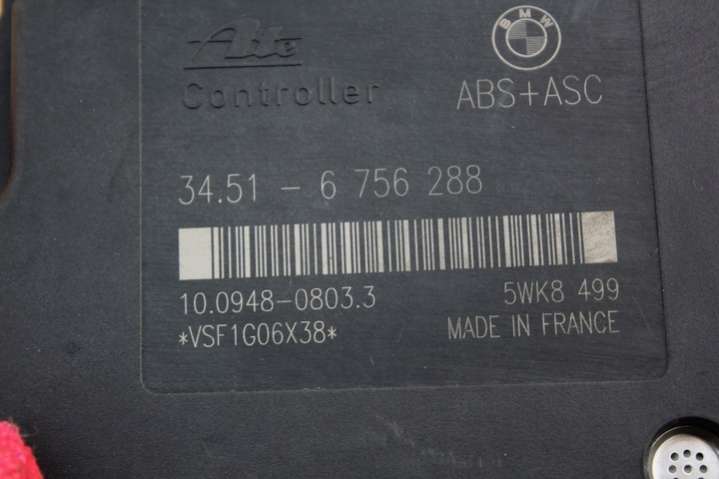 BMW
Ate
Controller
ABS+ASC
34.51 - 6 756 288
10.0948-0803.3
5WK8 499
*VSF1G06X38*
MADE IN FRANCE